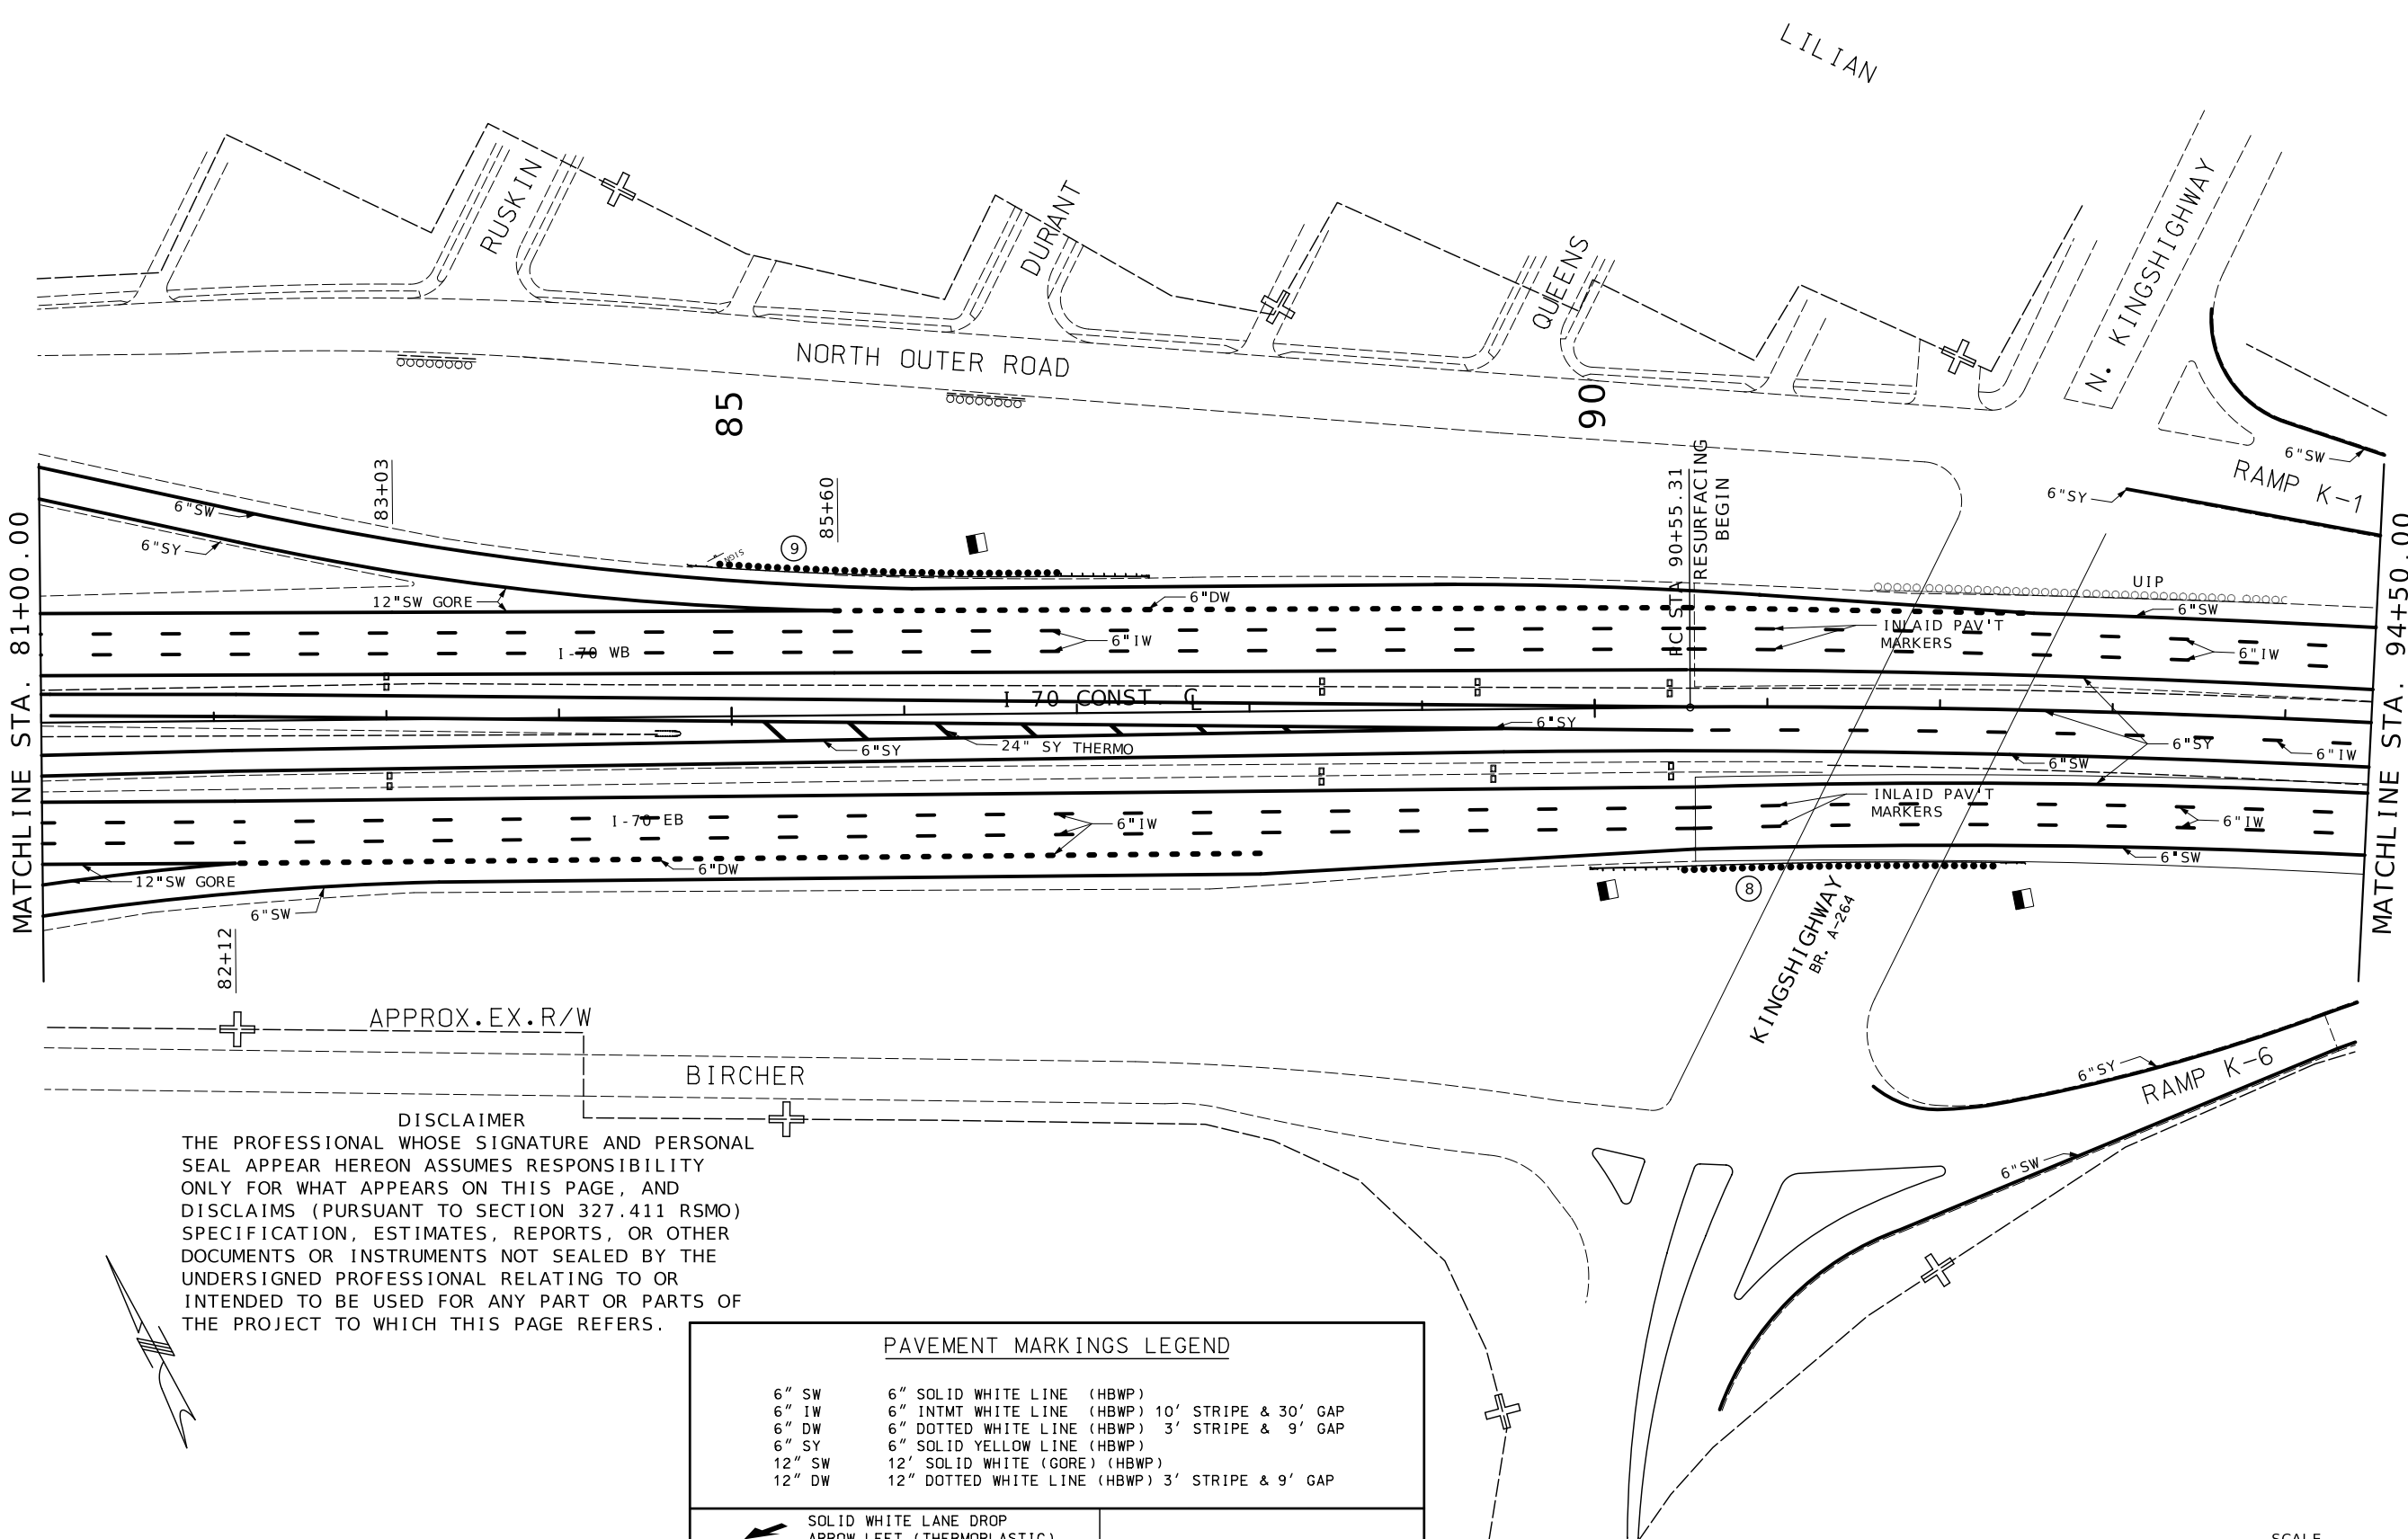 LILIAN
RUSKIN
DURANT
QUEENS
N. KINGSHIGHWAY
NORTH OUTER ROAD
85
90
6"SW
RAMP K-1
6"SY
83+03
85+60
PC STA 90+55.31
RESURFACING
BEGIN
MATCHLINE STA. 81+00.00
MATCHLINE STA. 94+50.00
6"SW
6"SY
SIGN
9
12"SW GORE
6"DW
UIP
6"SW
6"IW
INLAID PAV'T
MARKERS
6"IW
I-70 WB
I 70 CONST. CL
6"SY
6"SY
24" SY THERMO
6"SY
6"IW
6"SW
INLAID PAV'T
MARKERS
I-70 EB
6"IW
6"IW
6"DW
6"SW
12"SW GORE
6"SW
8
82+12
KINGSHIGHWAY
BR. A-264
APPROX.EX.R/W
BIRCHER
6"SY
RAMP K-6
6"SW
DISCLAIMER
THE PROFESSIONAL WHOSE SIGNATURE AND PERSONAL
SEAL APPEAR HEREON ASSUMES RESPONSIBILITY
ONLY FOR WHAT APPEARS ON THIS PAGE, AND
DISCLAIMS (PURSUANT TO SECTION 327.411 RSMO)
SPECIFICATION, ESTIMATES, REPORTS, OR OTHER
DOCUMENTS OR INSTRUMENTS NOT SEALED BY THE
UNDERSIGNED PROFESSIONAL RELATING TO OR
INTENDED TO BE USED FOR ANY PART OR PARTS OF
THE PROJECT TO WHICH THIS PAGE REFERS.
PAVEMENT MARKINGS LEGEND
6" SW 6" SOLID WHITE LINE (HBWP)
6" IW 6" INTMT WHITE LINE (HBWP) 10' STRIPE & 30' GAP
6" DW 6" DOTTED WHITE LINE (HBWP) 3' STRIPE & 9' GAP
6" SY 6" SOLID YELLOW LINE (HBWP)
12" SW 12' SOLID WHITE (GORE) (HBWP)
12" DW 12" DOTTED WHITE LINE (HBWP) 3' STRIPE & 9' GAP
SOLID WHITE LANE DROP
ARROW LEFT (THERMOPLASTIC)
SCALE